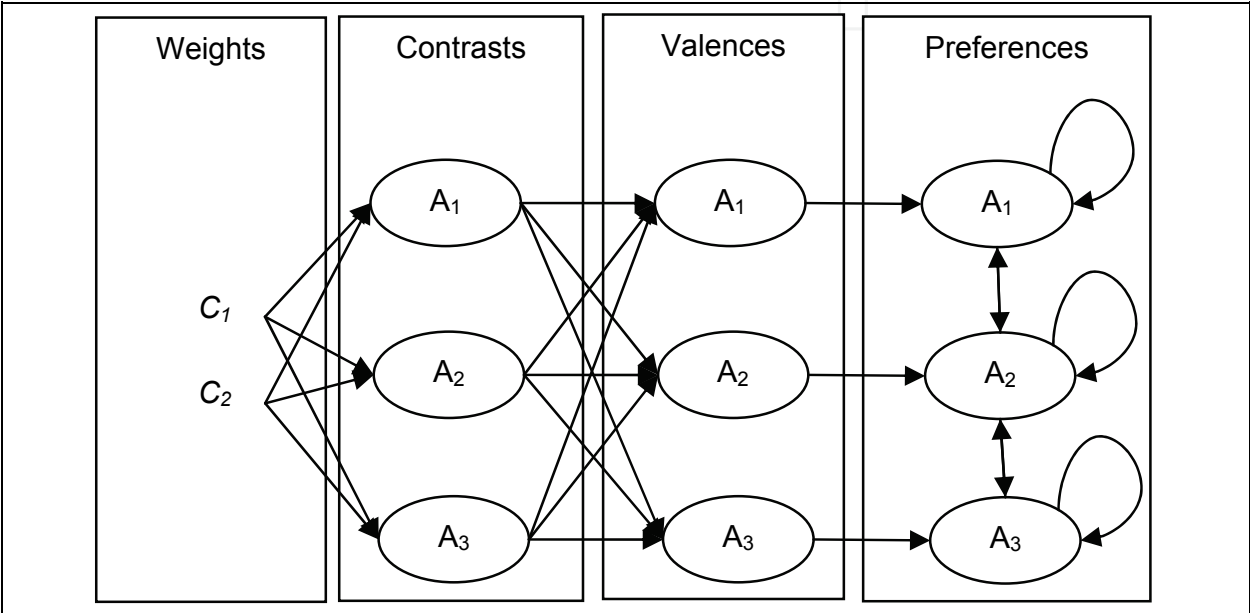 Weights Contrasts Valences Preferences
A₁ A₁ A₁
C₁
A₂ A₂ A₂
C₂
A₃ A₃ A₃